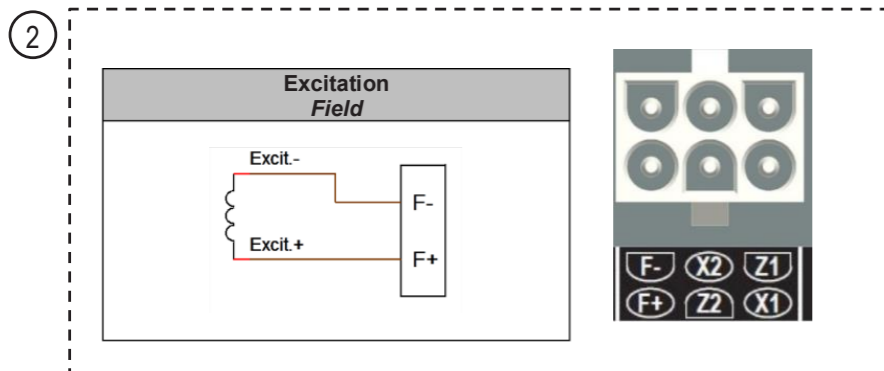 2
Excitation
Field
Excit.-
F-
Excit.+
F+
F- X2 Z1
F+ Z2 X1